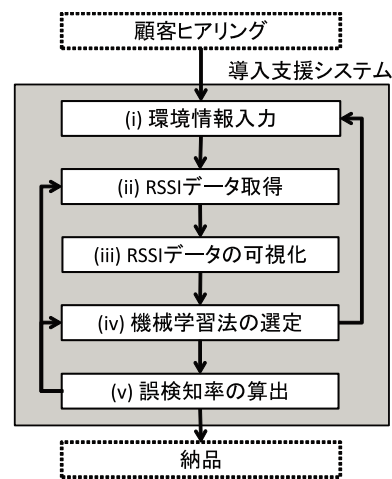 顧客ヒアリング
導入支援システム
(i) 環境情報入力
(ii) RSSIデータ取得
(iii) RSSIデータの可視化
(iv) 機械学習法の選定
(v) 誤検知率の算出
納品